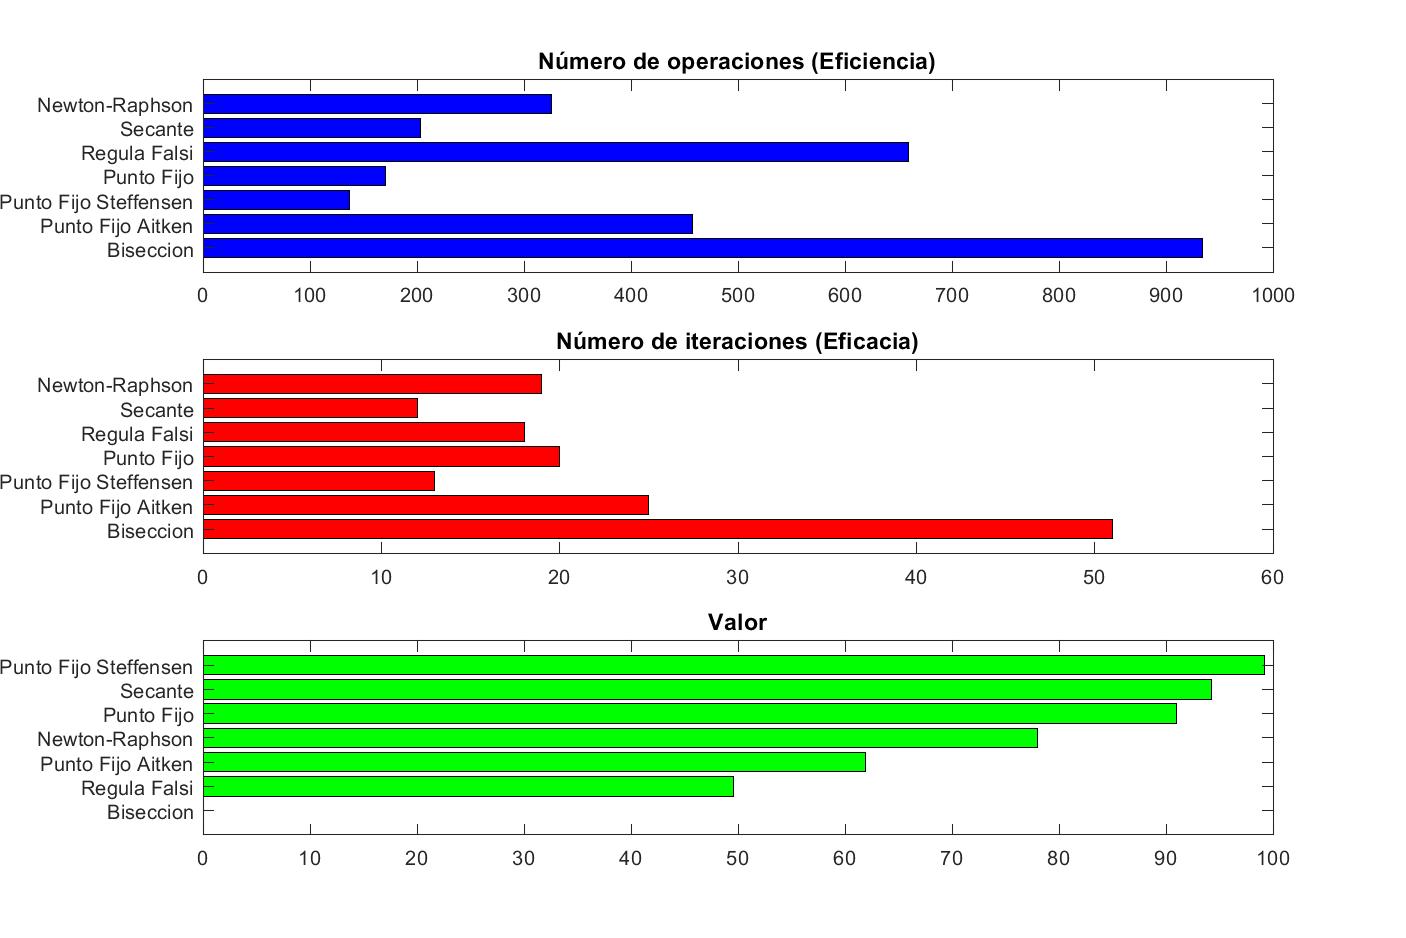 Número de operaciones (Eficiencia)
Newton-Raphson
Secante
Regula Falsi
Punto Fijo
Punto Fijo Steffensen
Punto Fijo Aitken
Biseccion
0 100 200 300 400 500 600 700 800 900 1000
Número de iteraciones (Eficacia)
Newton-Raphson
Secante
Regula Falsi
Punto Fijo
Punto Fijo Steffensen
Punto Fijo Aitken
Biseccion
0 10 20 30 40 50 60
Valor
Punto Fijo Steffensen
Secante
Punto Fijo
Newton-Raphson
Punto Fijo Aitken
Regula Falsi
Biseccion
0 10 20 30 40 50 60 70 80 90 100